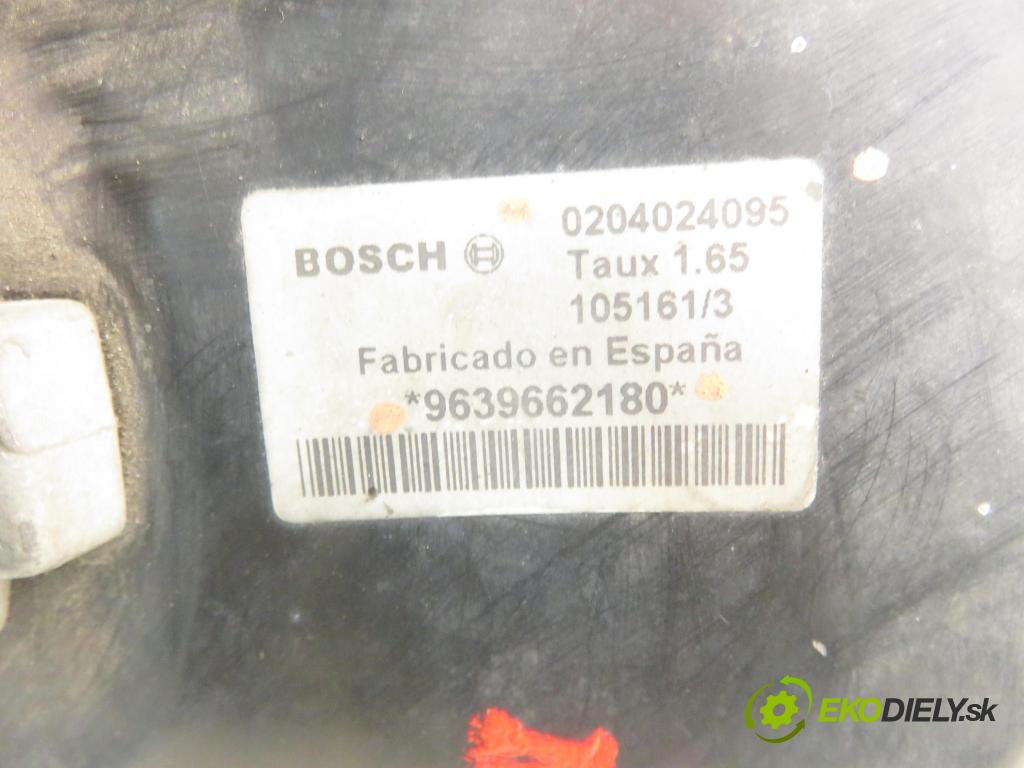 BOSCH
0204024095
Taux 1.65
105161/3
Fabricado en España
*9639662180*
EKODIELY.sk